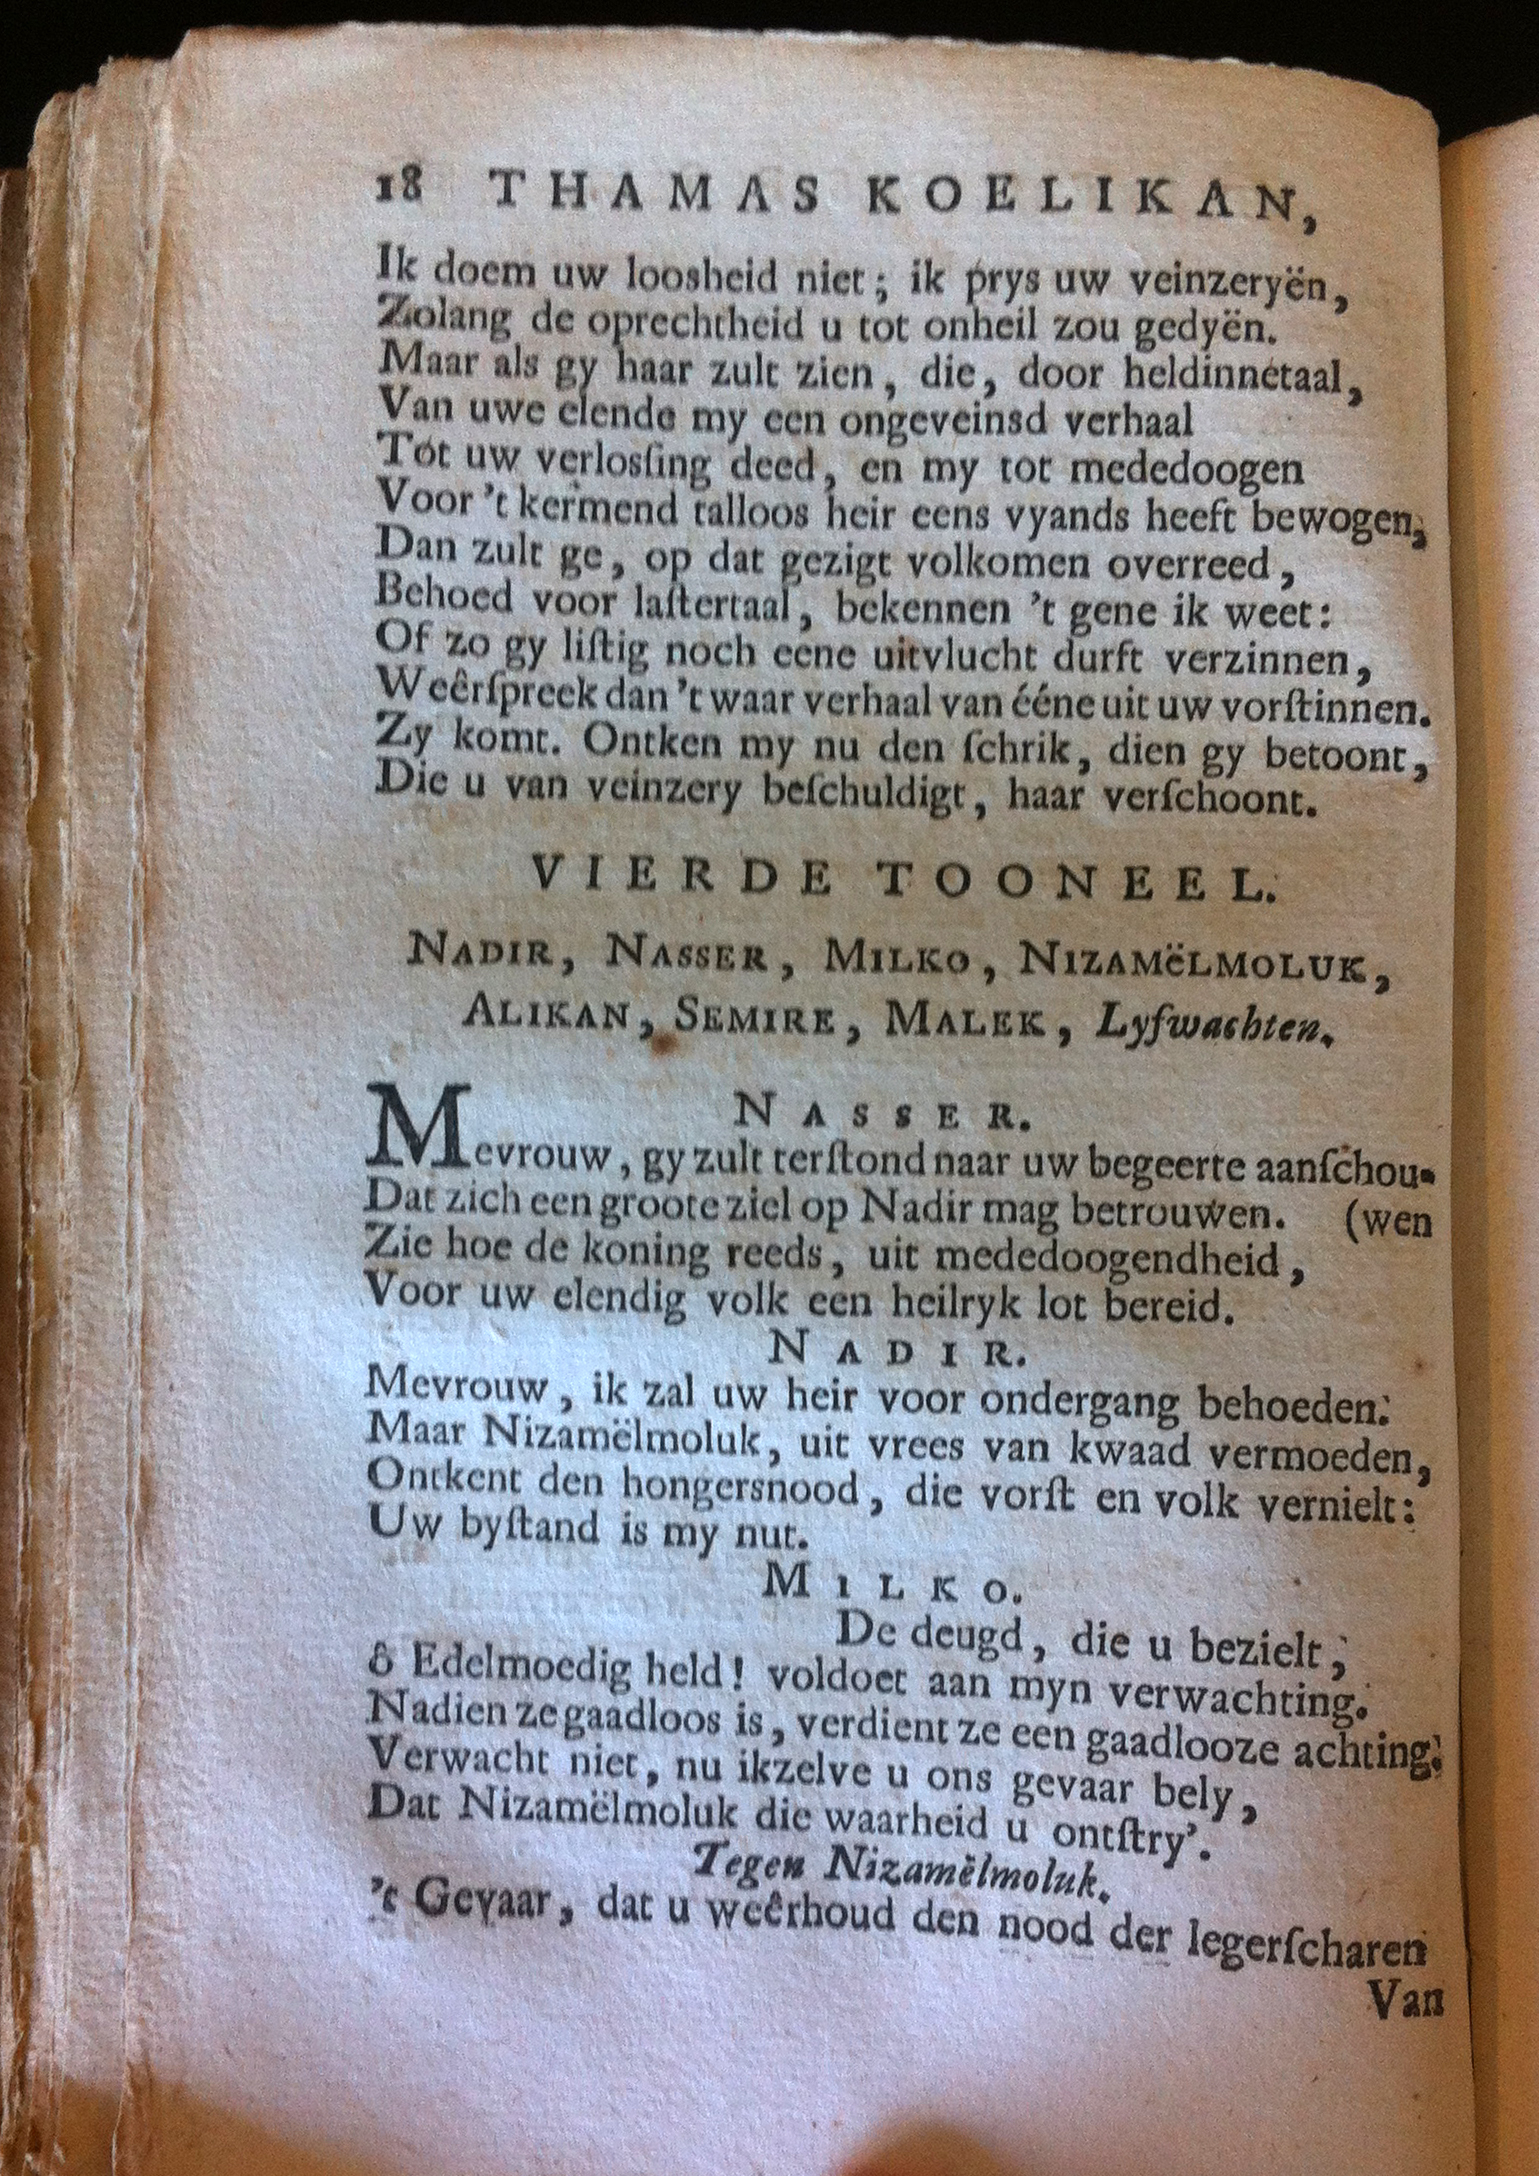 18 THAMAS KOELIKAN,
Ik doem uw loosheid niet; ik prys uw veinzeryën,
Zolang de oprechtheid u tot onheil zou gedyën.
Maar als gy haar zult zien, die, door heldinnetaal,
Van uwe elende my een ongeveinsd verhaal
Tot uw verlosſing deed, en my tot mededoogen
Voor 't kermend talloos heir eens vyands heeft bewogen,
Dan zult ge, op dat gezigt volkomen overreed,
Behoed voor laſtertaal, bekennen 't gene ik weet:
Of zo gy liſtig noch eene uitvlucht durft verzinnen,
Weêrſpreek dan 't waar verhaal van ééne uit uw vorſtinnen.
Zy komt. Ontken my nu den ſchrik, dien gy betoont,
Die u van veinzery beſchuldigt, haar verſchoont.
VIERDE TOONEEL.
NADIR, NASSER, MILKO, NIZAMëLMOLUK,
ALIKAN, SEMIRE, MALEK, Lyfwachten.
NASSER.
Mevrouw, gy zult terſtond naar uw begeerte aanſchou-
Dat zich een groote ziel op Nadir mag betrouwen. (wen
Zie hoe de koning reeds, uit mededoogendheid,
Voor uw elendig volk een heilryk lot bereid.
NADIR.
Mevrouw, ik zal uw heir voor ondergang behoeden:
Maar Nizamëlmoluk, uit vrees van kwaad vermoeden,
Ontkent den hongersnood, die vorſt en volk vernielt:
Uw byſtand is my nut.
MILKO.
De deugd, die u bezielt,
ô Edelmoedig held! voldoet aan myn verwachting.
Nadien ze gaadloos is, verdient ze een gaadlooze achting.
Verwacht niet, nu ikzelve u ons gevaar bely,
Dat Nizamëlmoluk die waarheid u ontſtry'.
Tegen Nizamëlmoluk.
't Gevaar, dat u weêrhoud den nood der legerſcharen
Van